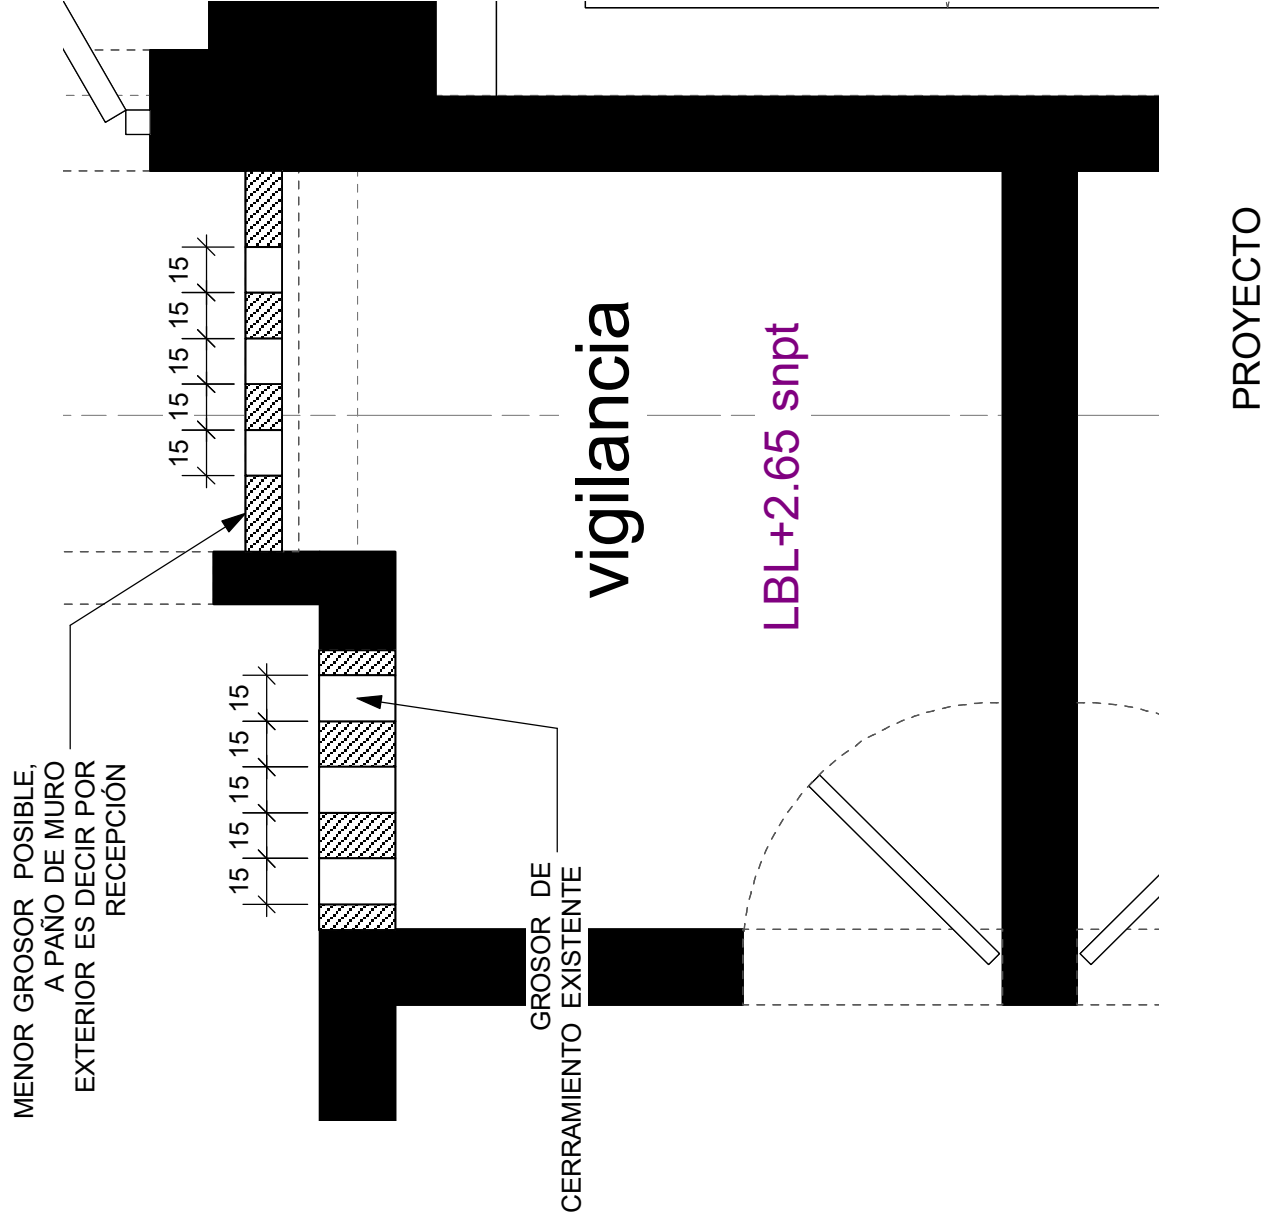 MENOR GROSOR POSIBLE,
A PAÑO DE MURO
EXTERIOR ES DECIR POR
RECEPCIÓN
15
15
15
15
15
15
15
15
15
15
GROSOR DE
CERRAMIENTO EXISTENTE
vigilancia
LBL+2.65 snpt
PROYECTO